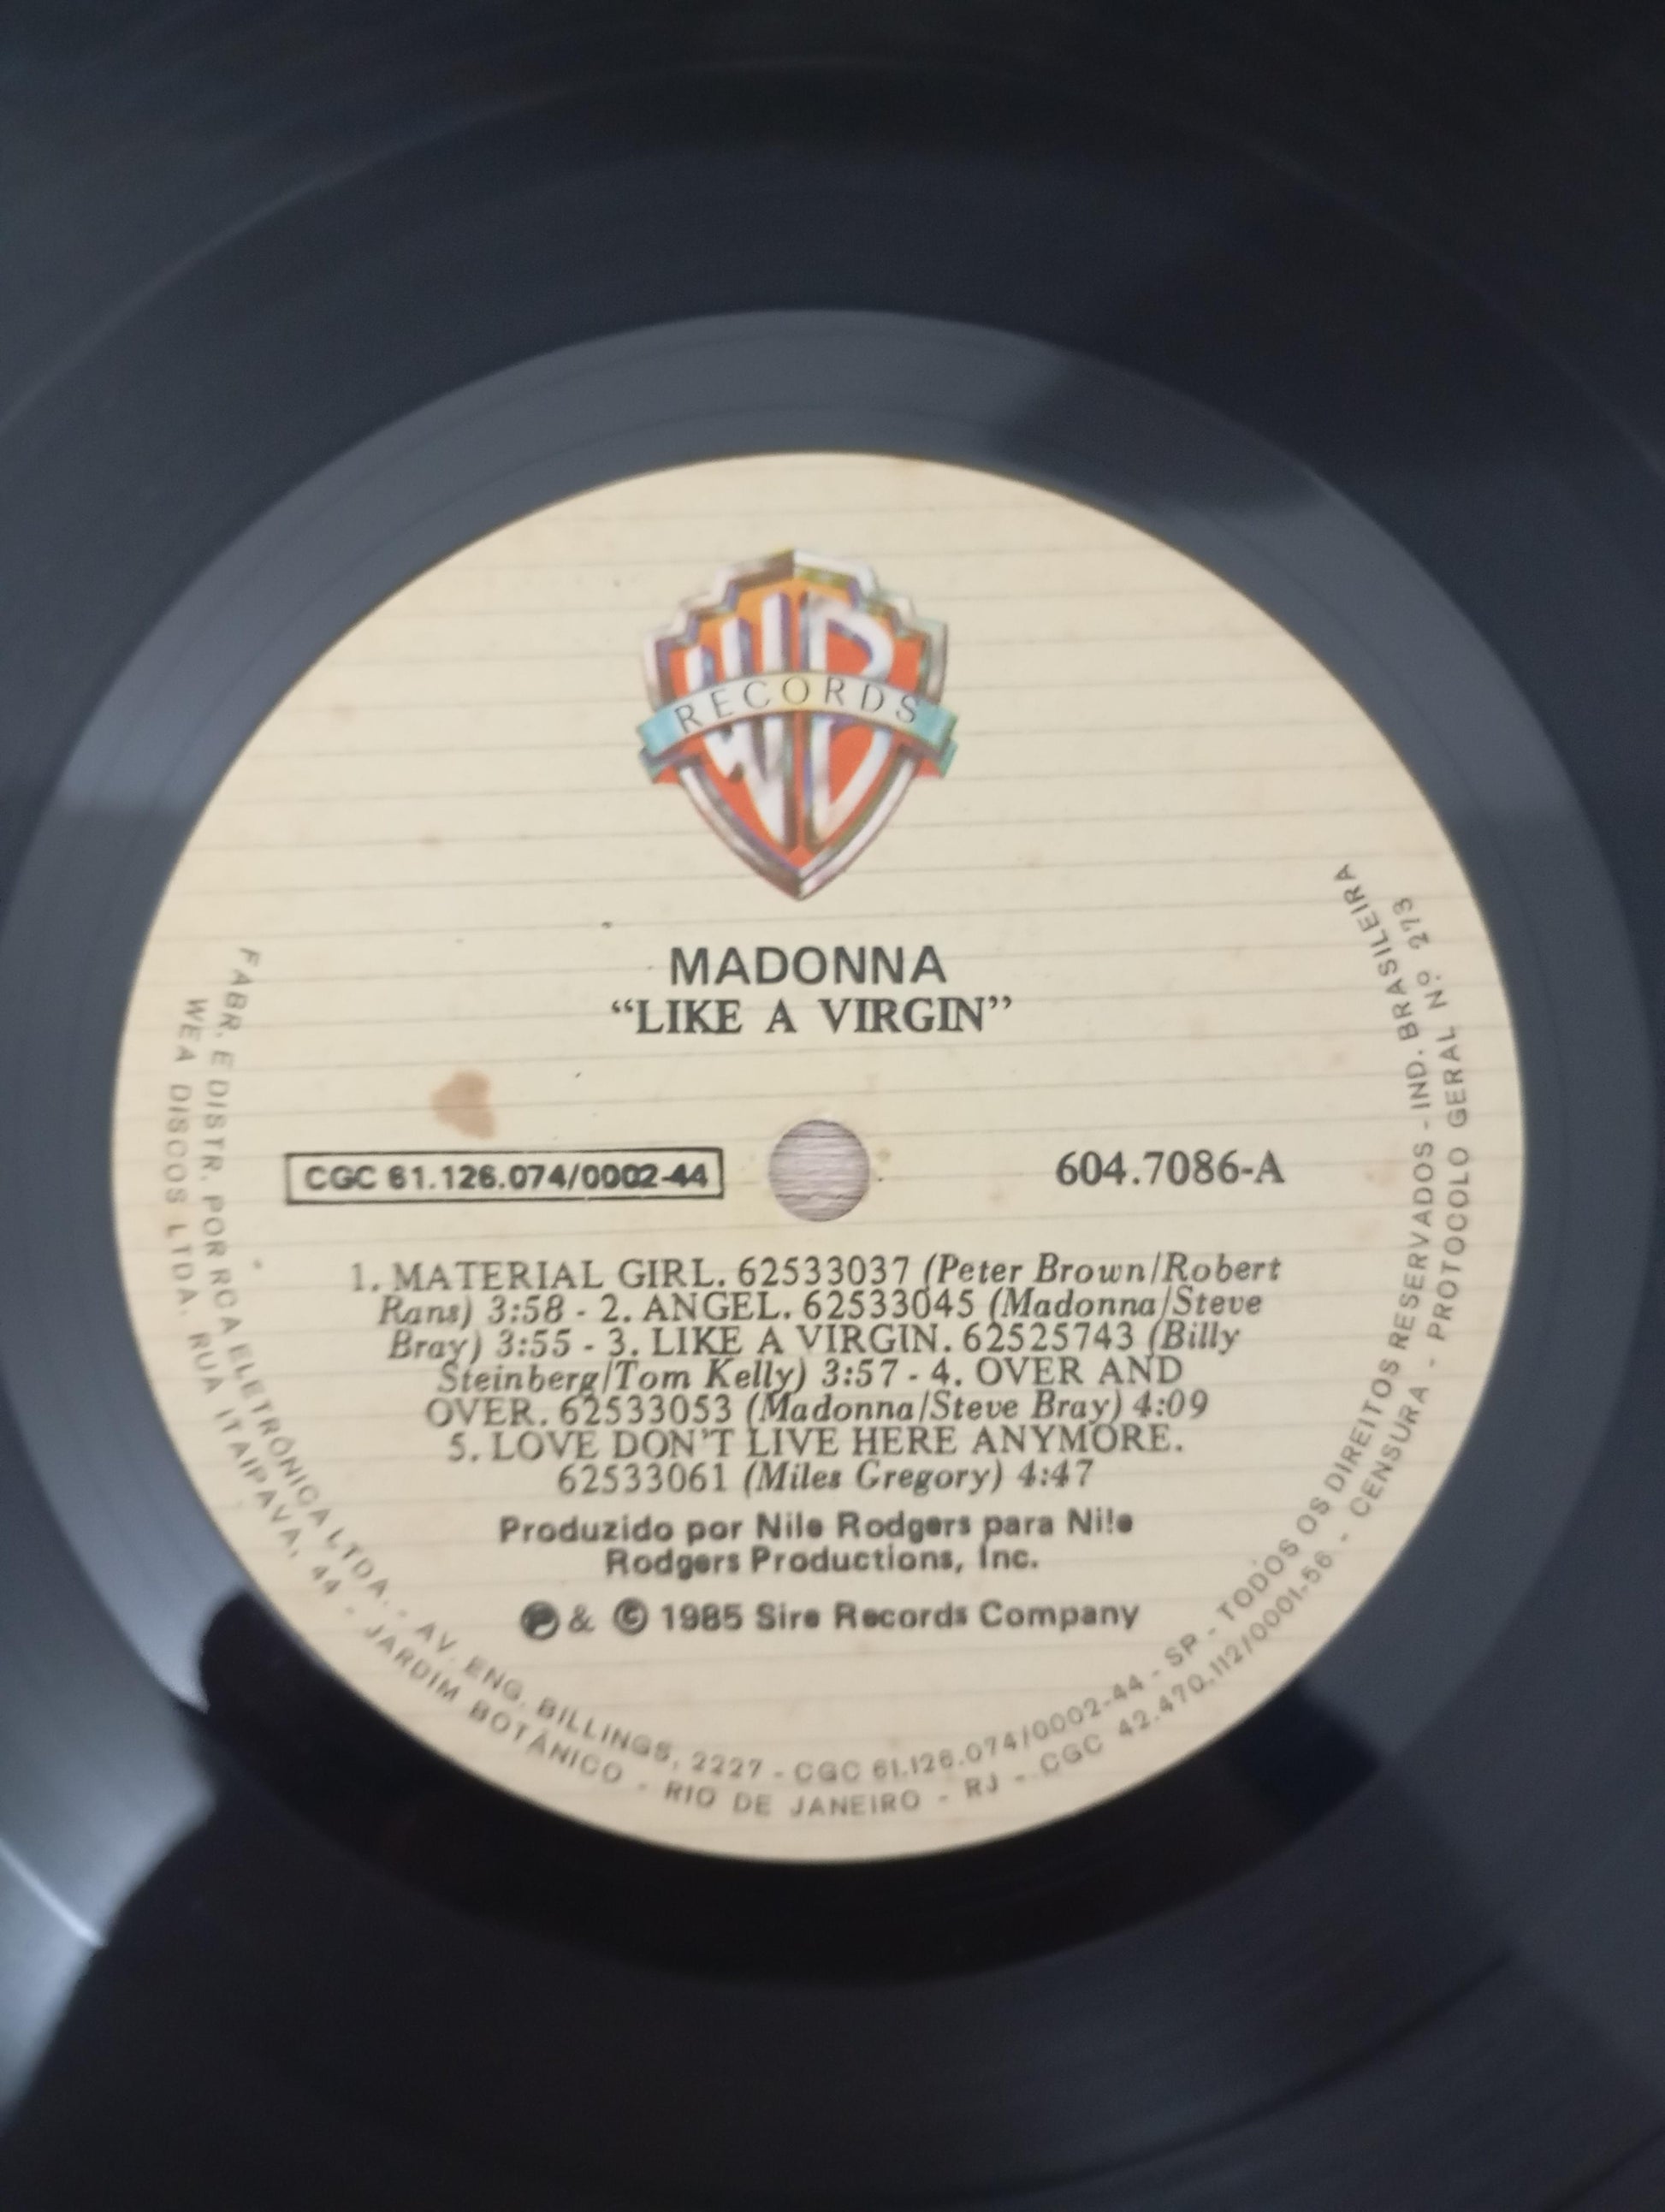 WB
RECORDS
MADONNA
“LIKE A VIRGIN”
CGC 61.126.074/0002-44
604.7086-A
1. MATERIAL GIRL. 62533037 (Peter Brown/Robert
Rans) 3:58 - 2. ANGEL. 62533045 (Madonna/Steve
Bray) 3:55 - 3. LIKE A VIRGIN. 62525743 (Billy
Steinberg/Tom Kelly) 3:57 - 4. OVER AND
OVER. 62533053 (Madonna/Steve Bray) 4:09
5. LOVE DON'T LIVE HERE ANYMORE.
62533061 (Miles Gregory) 4:47
Produzido por Nile Rodgers para Nile
Rodgers Productions, Inc.
℗ & © 1985 Sire Records Company
FABR. E DISTR. POR RCA ELETRÔNICA LTDA. - AV. ENG. BILLINGS, 2227 - CGC 61.126.074/0002-44 - SP - TODOS OS DIREITOS RESERVADOS - IND. BRASILEIRA
WEA DISCOS LTDA. RUA ITAIPAVA, 44 - JARDIM BOTÂNICO - RIO DE JANEIRO - RJ - CGC 42.470.112/0001-56 - CENSURA - PROTOCOLO GERAL Nº 273